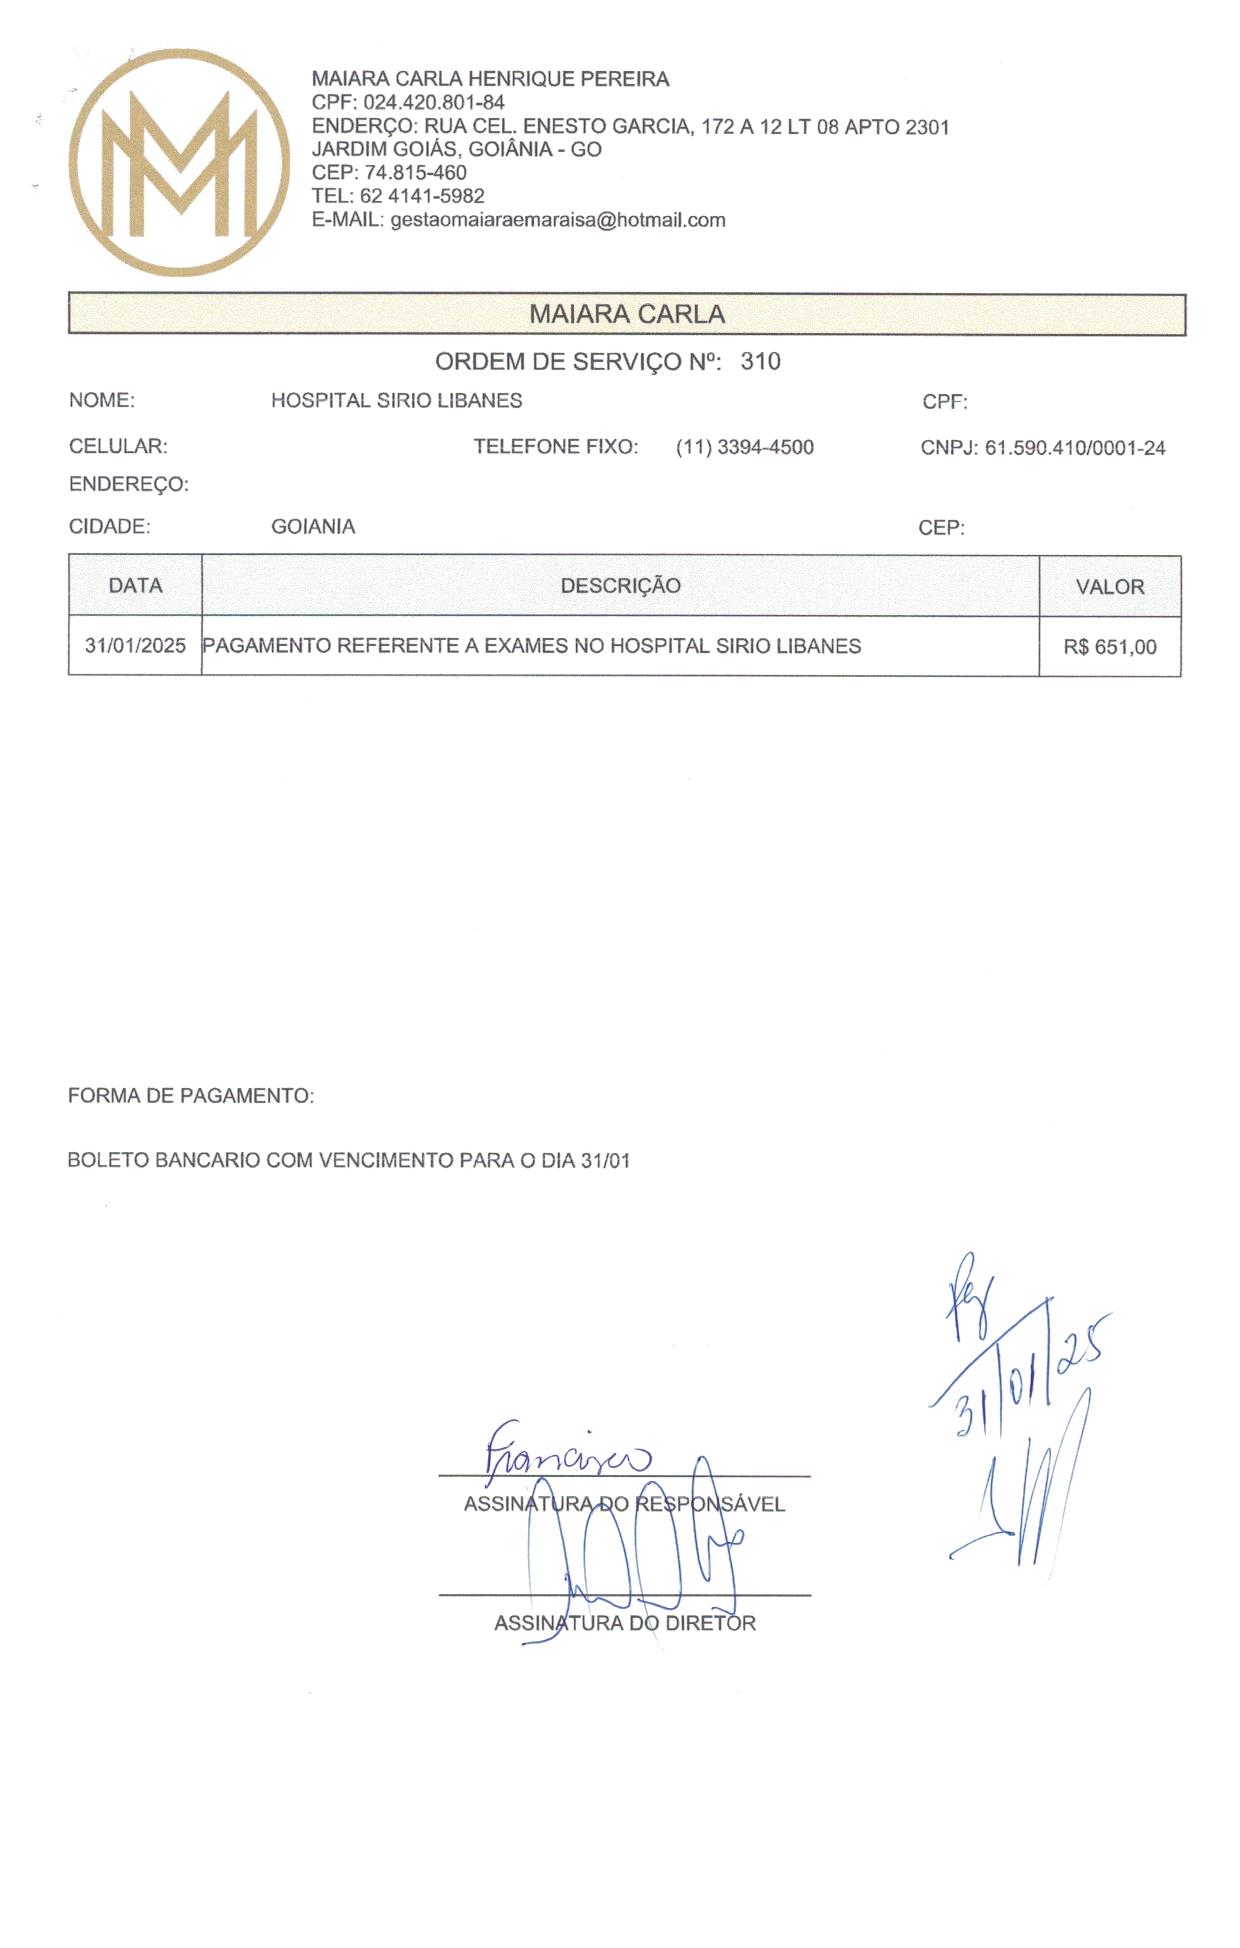 MAIARA CARLA HENRIQUE PEREIRA
CPF: 024.420.801-84
ENDERÇO: RUA CEL. ENESTO GARCIA, 172 A 12 LT 08 APTO 2301
JARDIM GOIÁS, GOIÂNIA - GO
CEP: 74.815-460
TEL: 62 4141-5982
E-MAIL: gestaomaiaraemaraisa@hotmail.com
MM
MAIARA CARLA
ORDEM DE SERVIÇO Nº: 310
NOME: HOSPITAL SIRIO LIBANES CPF:
CELULAR: TELEFONE FIXO: (11) 3394-4500 CNPJ: 61.590.410/0001-24
ENDEREÇO:
CIDADE: GOIANIA CEP:
DATA DESCRIÇÃO VALOR
31/01/2025 PAGAMENTO REFERENTE A EXAMES NO HOSPITAL SIRIO LIBANES R$ 651,00
FORMA DE PAGAMENTO:
BOLETO BANCARIO COM VENCIMENTO PARA O DIA 31/01
31/01/25
Francisco
ASSINATURA DO RESPONSÁVEL
ASSINATURA DO DIRETOR